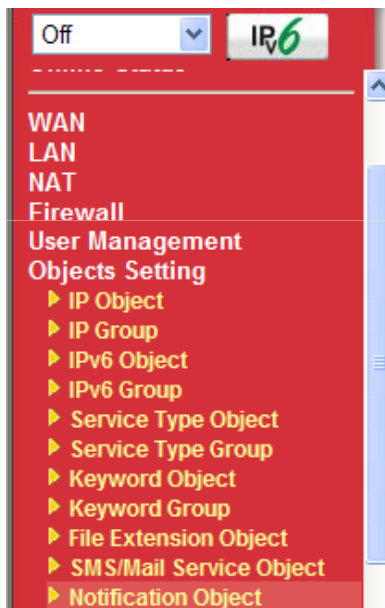 Off
IPv6
WAN
LAN
NAT
Firewall
User Management
Objects Setting
IP Object
IP Group
IPv6 Object
IPv6 Group
Service Type Object
Service Type Group
Keyword Object
Keyword Group
File Extension Object
SMS/Mail Service Object
Notification Object